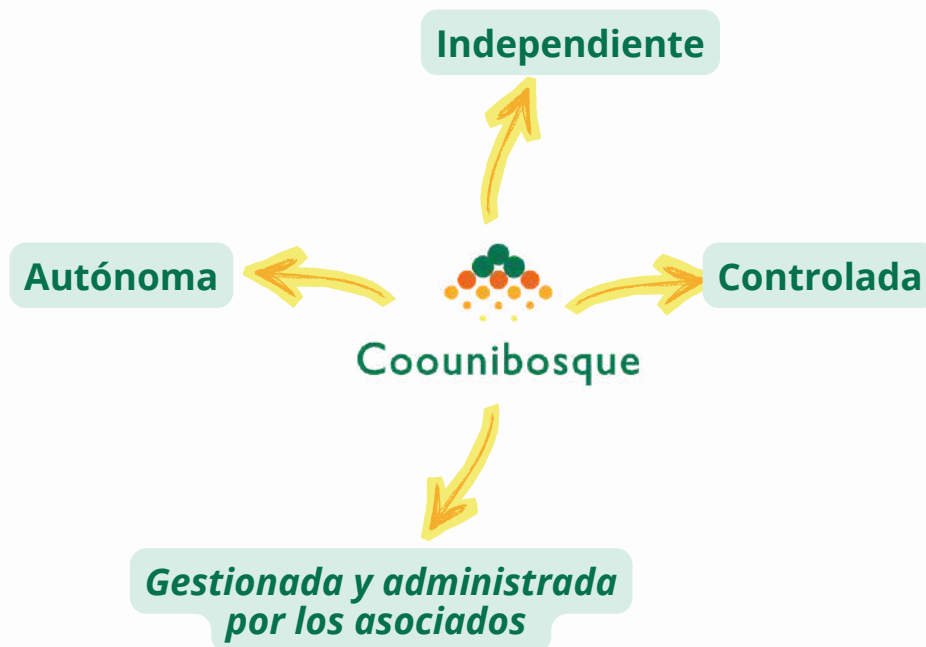 Independiente
Autónoma
Controlada
Coounibosque
Gestionada y administrada
por los asociados